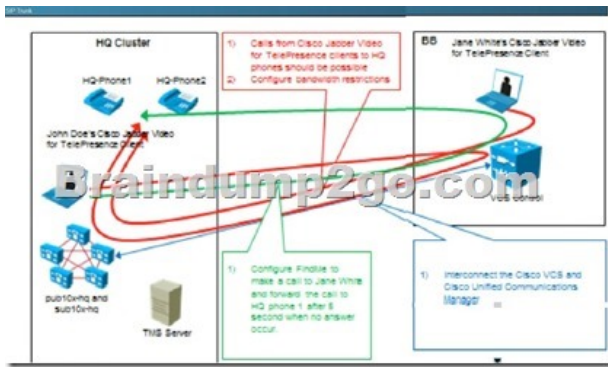 SIP Trunk
HQ Cluster
HQ-Phone1
HQ-Phone2
John Doe's Cisco Jabber Video
for TelePresence Client
pub10x-hq and
sub10x-hq
TMS Server
1) Calls from Cisco Jabber Video
for TelePresence clients to HQ
phones should be possible
2) Configure bandwidth restrictions
BB
Jane White's Cisco Jabber Video
for TelePresence Client
VCS Control
Braindump2go.com
1) Configure FindMe to
make a call to Jane White
and forward the call to
HQ phone 1 after 5
second when no answer
occur.
1) Interconnect the Cisco VCS and
Cisco Unified Communications
Manager